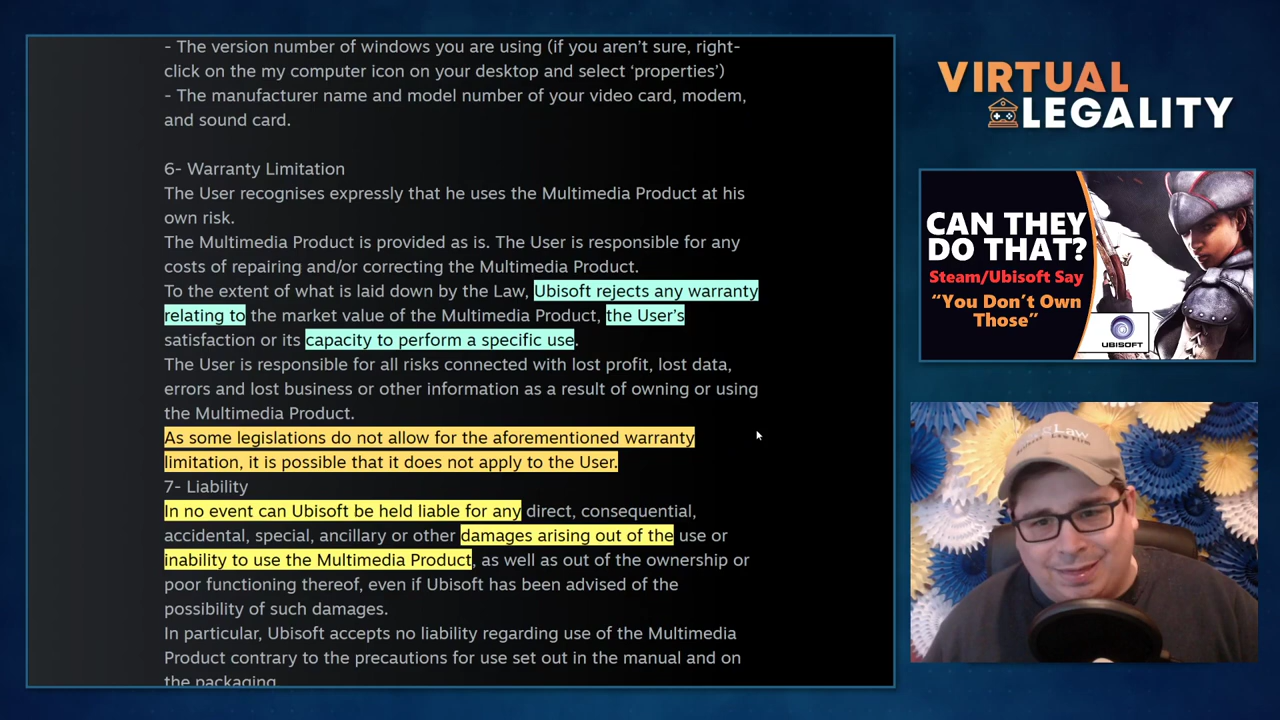 - The version number of windows you are using (if you aren't sure, right-
click on the my computer icon on your desktop and select ‘properties’)
- The manufacturer name and model number of your video card, modem,
and sound card.
6- Warranty Limitation
The User recognises expressly that he uses the Multimedia Product at his
own risk.
The Multimedia Product is provided as is. The User is responsible for any
costs of repairing and/or correcting the Multimedia Product.
To the extent of what is laid down by the Law, Ubisoft rejects any warranty
relating to the market value of the Multimedia Product, the User’s
satisfaction or its capacity to perform a specific use.
The User is responsible for all risks connected with lost profit, lost data,
errors and lost business or other information as a result of owning or using
the Multimedia Product.
As some legislations do not allow for the aforementioned warranty
limitation, it is possible that it does not apply to the User.
7- Liability
In no event can Ubisoft be held liable for any direct, consequential,
accidental, special, ancillary or other damages arising out of the use or
inability to use the Multimedia Product, as well as out of the ownership or
poor functioning thereof, even if Ubisoft has been advised of the
possibility of such damages.
In particular, Ubisoft accepts no liability regarding use of the Multimedia
Product contrary to the precautions for use set out in the manual and on
the packaging.
VIRTUAL
LEGALITY
CAN THEY
DO THAT?
Steam/Ubisoft Say
“You Don’t Own
Those”
UBISOFT
Law